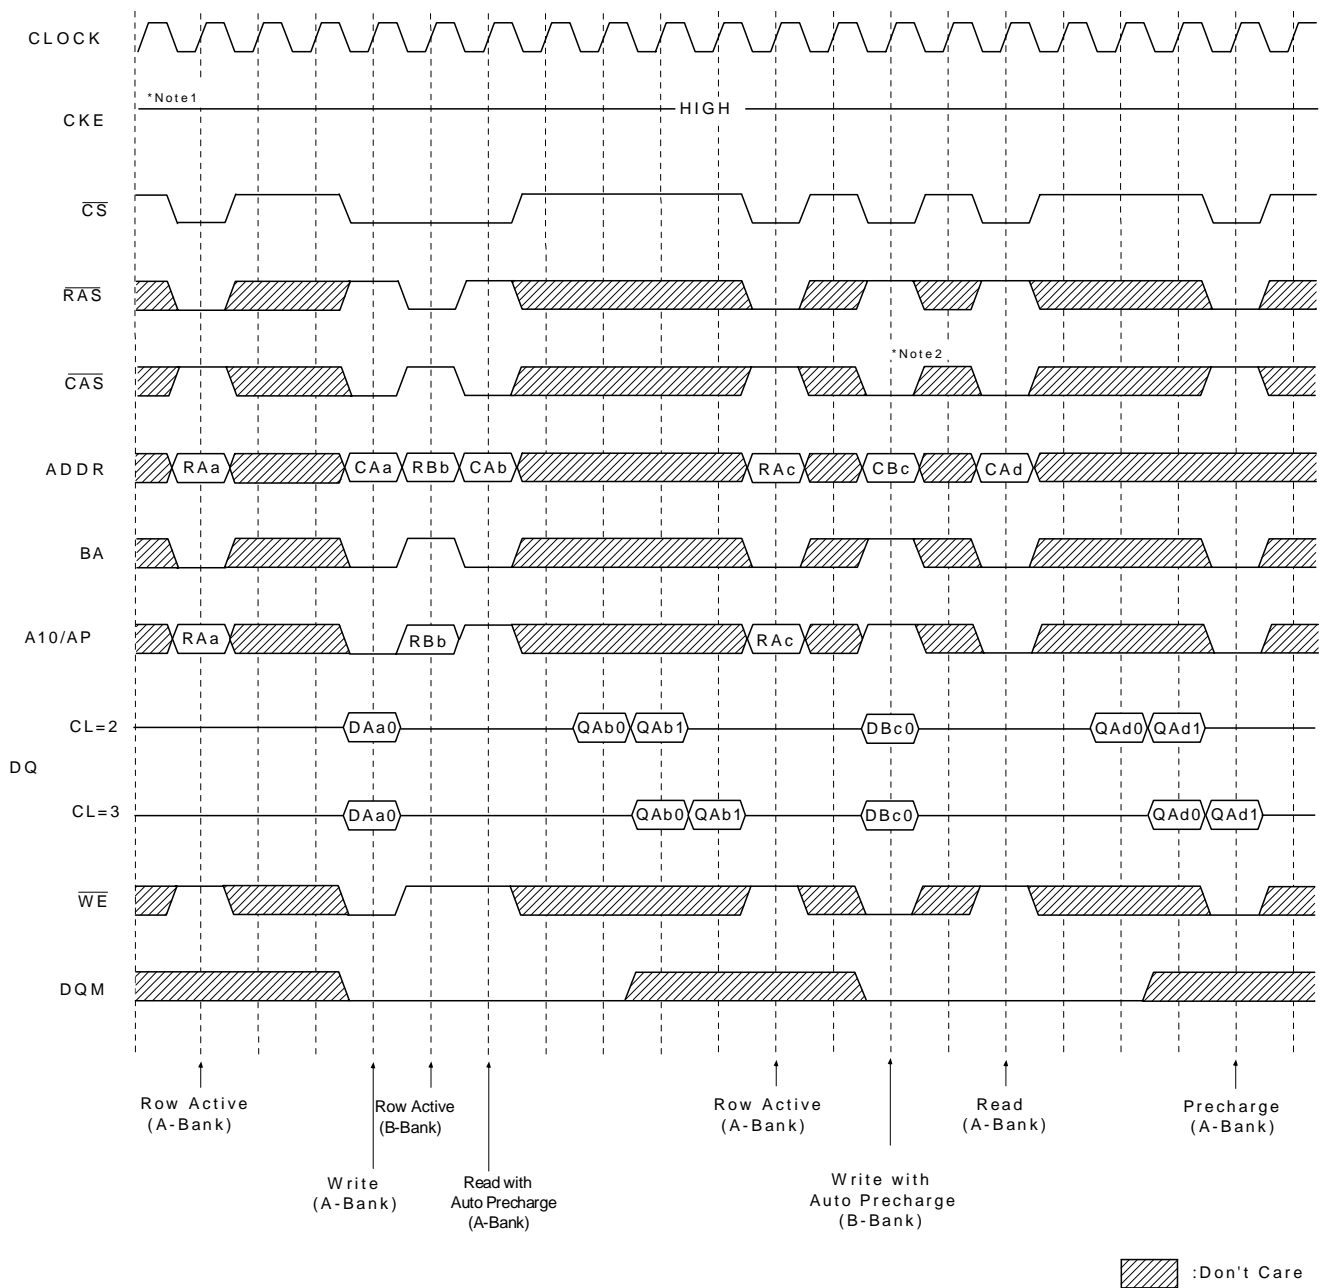 CLOCK
*Note1
HIGH
CKE
CS
RAS
*Note2
CAS
ADDR RAa CAa RBb CAb RAc CBc CAd
BA
A10/AP RAa RBb RAc
CL=2 DAa0 QAb0 QAb1 DBc0 QAd0 QAd1
DQ
CL=3 DAa0 QAb0 QAb1 DBc0 QAd0 QAd1
WE
DQM
Row Active
(A-Bank)
Row Active
(B-Bank)
Row Active
(A-Bank)
Read
(A-Bank)
Precharge
(A-Bank)
Write
(A-Bank)
Read with
Auto Precharge
(A-Bank)
Write with
Auto Precharge
(B-Bank)
:Don't Care